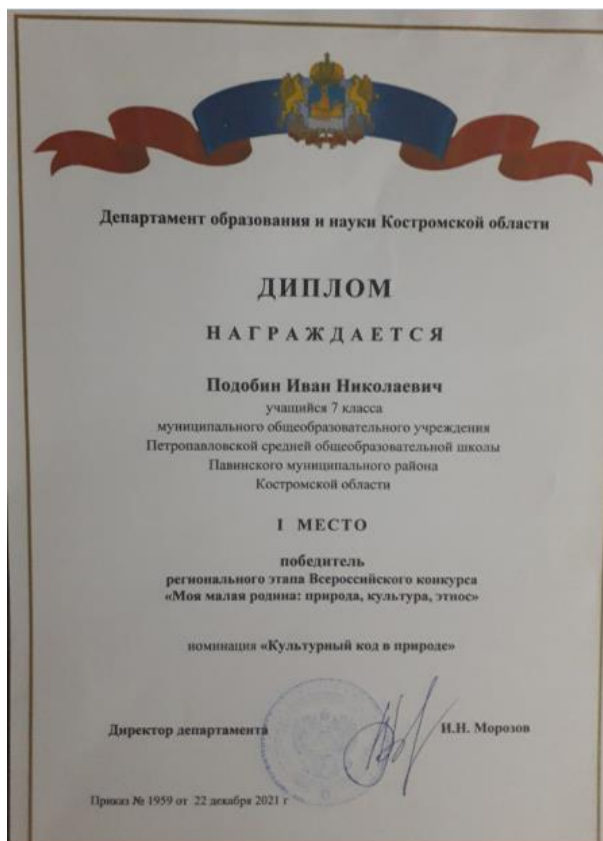 Департамент образования и науки Костромской области
ДИПЛОМ
НАГРАЖДАЕТСЯ
Подобин Иван Николаевич
учащийся 7 класса
муниципального общеобразовательного учреждения
Петропавловской средней общеобразовательной школы
Павинского муниципального района
Костромской области
I МЕСТО
победитель
регионального этапа Всероссийского конкурса
«Моя малая родина: природа, культура, этнос»
номинация «Культурный код в природе»
Директор департамента И.Н. Морозов
Приказ № 1959 от 22 декабря 2021 г